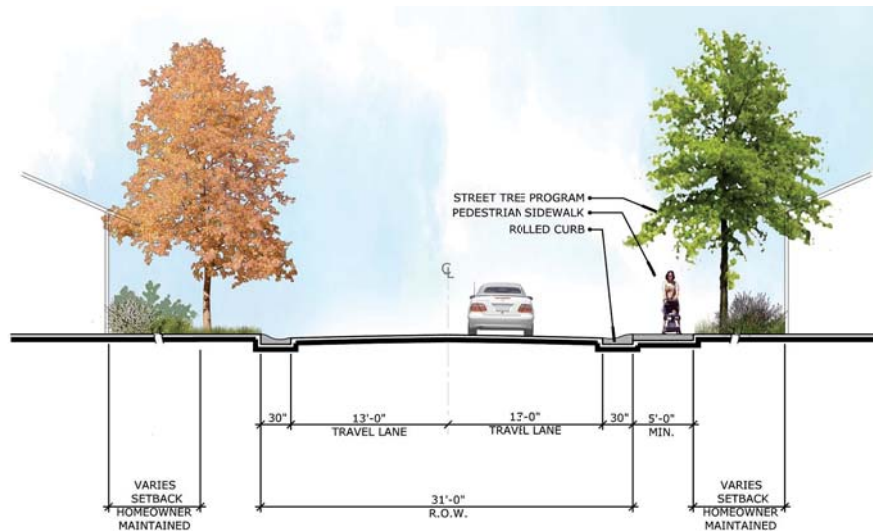 STREET TREE PROGRAM
PEDESTRIAN SIDEWALK
ROLLED CURB
CL
30" 13'-0" 30" 5'-0"
TRAVEL LANE TRAVEL LANE MIN.
31'-0"
R.O.W.
VARIES
SETBACK
HOMEOWNER
MAINTAINED
VARIES
SETBACK
HOMEOWNER
MAINTAINED